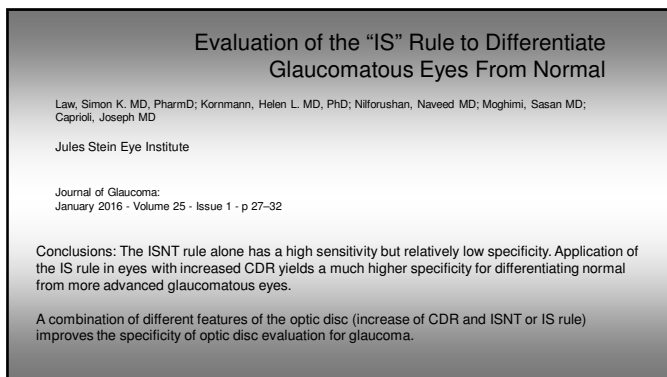 Evaluation of the “IS” Rule to Differentiate
Glaucomatous Eyes From Normal
Law, Simon K. MD, PharmD; Kornmann, Helen L. MD, PhD; Nilforushan, Naveed MD; Moghimi, Sasan MD;
Caprioli, Joseph MD
Jules Stein Eye Institute
Journal of Glaucoma:
January 2016 - Volume 25 - Issue 1 - p 27–32
Conclusions: The ISNT rule alone has a high sensitivity but relatively low specificity. Application of
the IS rule in eyes with increased CDR yields a much higher specificity for differentiating normal
from more advanced glaucomatous eyes.
A combination of different features of the optic disc (increase of CDR and ISNT or IS rule)
improves the specificity of optic disc evaluation for glaucoma.